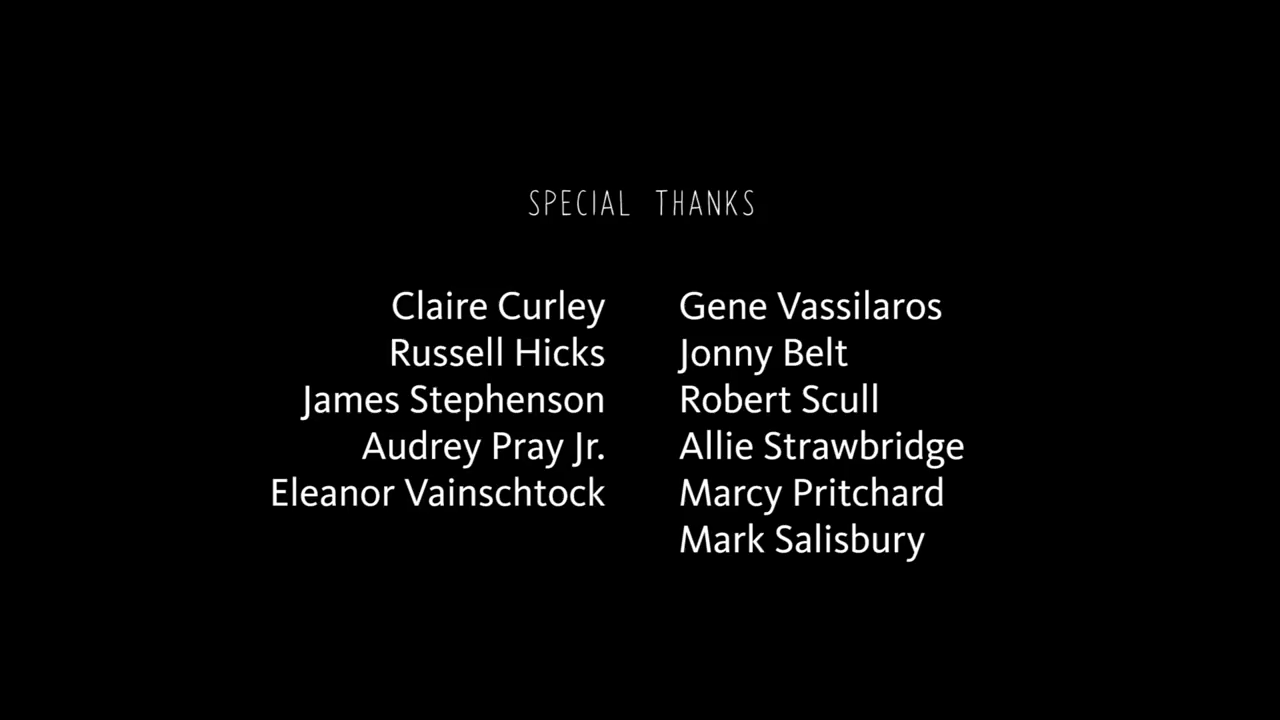 SPECIAL THANKS
Claire Curley
Russell Hicks
James Stephenson
Audrey Pray Jr.
Eleanor Vainschtock
Gene Vassilaros
Jonny Belt
Robert Scull
Allie Strawbridge
Marcy Pritchard
Mark Salisbury